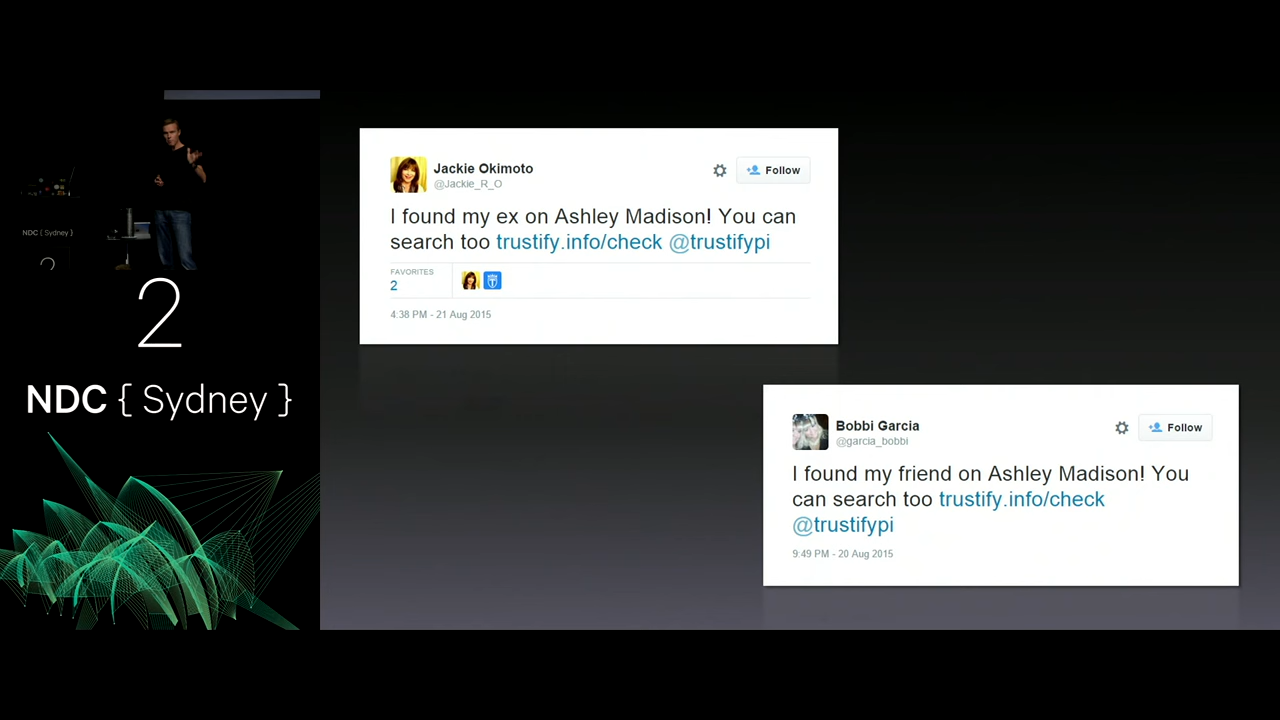 NDC { Sydney }
2
NDC { Sydney }
Jackie Okimoto
@Jackie_R_O
Follow
I found my ex on Ashley Madison! You can
search too trustify.info/check @trustifypi
FAVORITES
2
4:38 PM - 21 Aug 2015
Bobbi Garcia
@garcia_bobbi
Follow
I found my friend on Ashley Madison! You
can search too trustify.info/check
@trustifypi
9:49 PM - 20 Aug 2015